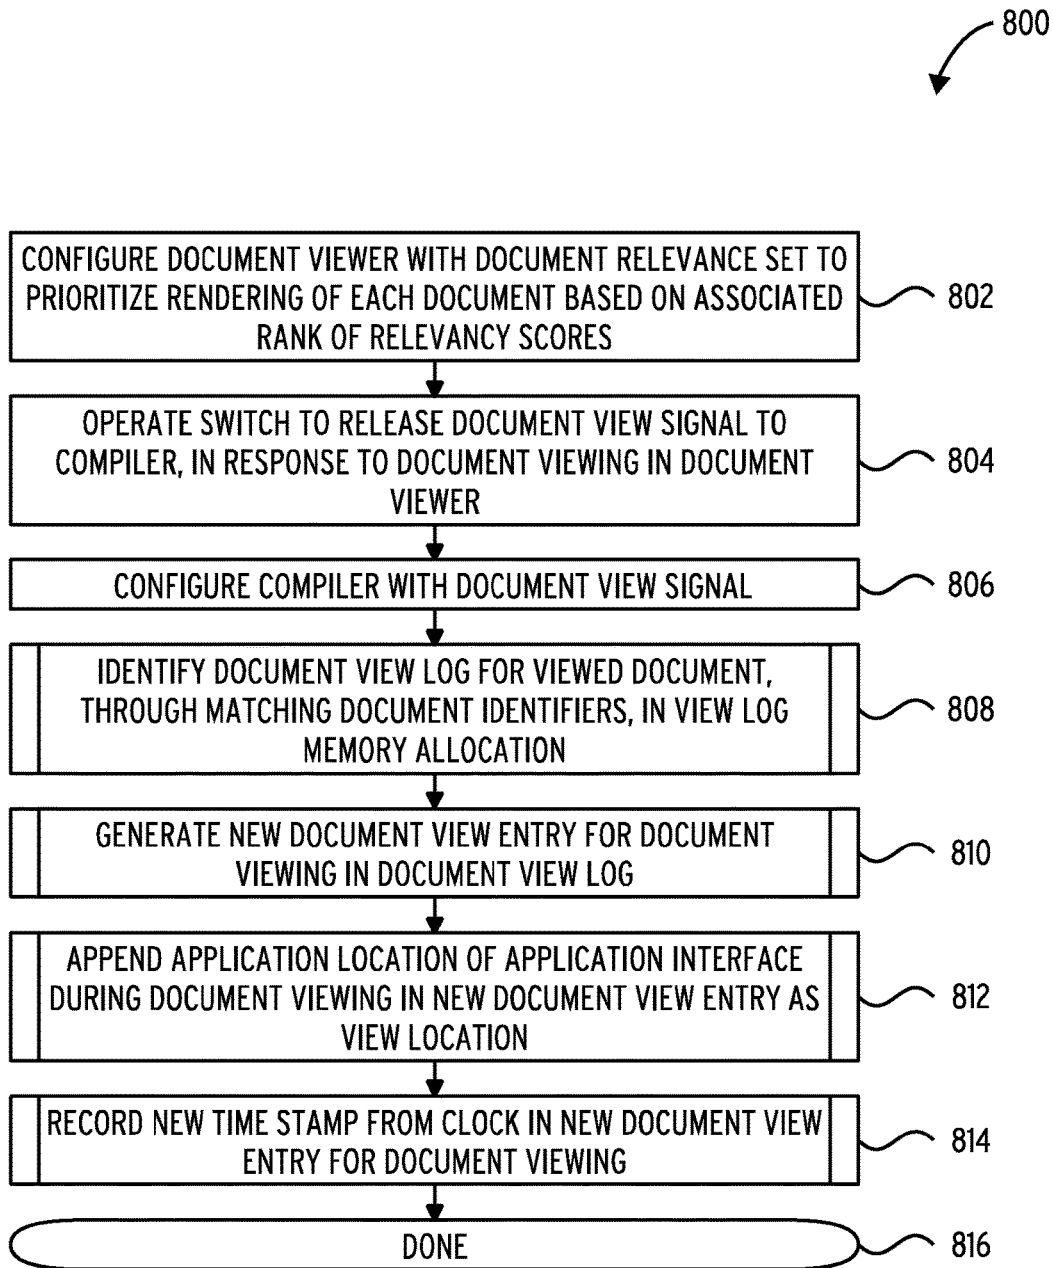 800
CONFIGURE DOCUMENT VIEWER WITH DOCUMENT RELEVANCE SET TO
PRIORITIZE RENDERING OF EACH DOCUMENT BASED ON ASSOCIATED
RANK OF RELEVANCY SCORES
802
OPERATE SWITCH TO RELEASE DOCUMENT VIEW SIGNAL TO
COMPILER, IN RESPONSE TO DOCUMENT VIEWING IN DOCUMENT
VIEWER
804
CONFIGURE COMPILER WITH DOCUMENT VIEW SIGNAL
806
IDENTIFY DOCUMENT VIEW LOG FOR VIEWED DOCUMENT,
THROUGH MATCHING DOCUMENT IDENTIFIERS, IN VIEW LOG
MEMORY ALLOCATION
808
GENERATE NEW DOCUMENT VIEW ENTRY FOR DOCUMENT
VIEWING IN DOCUMENT VIEW LOG
810
APPEND APPLICATION LOCATION OF APPLICATION INTERFACE
DURING DOCUMENT VIEWING IN NEW DOCUMENT VIEW ENTRY AS
VIEW LOCATION
812
RECORD NEW TIME STAMP FROM CLOCK IN NEW DOCUMENT VIEW
ENTRY FOR DOCUMENT VIEWING
814
DONE
816